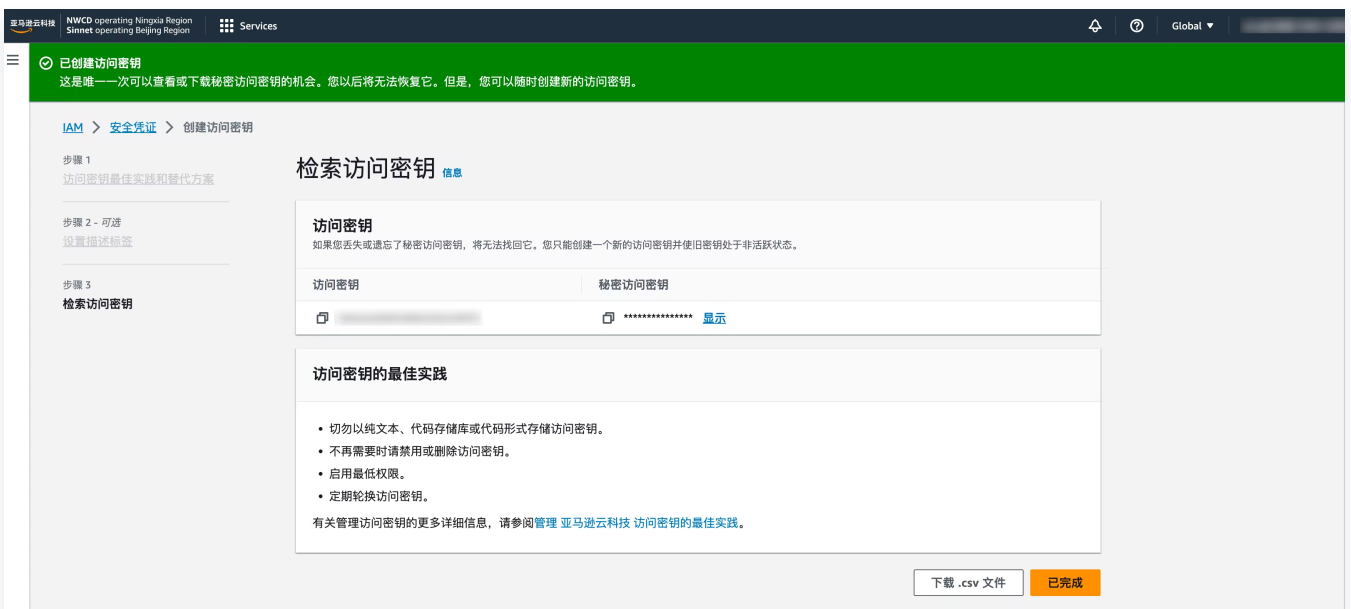 亚马逊云科技
NWCD operating Ningxia Region
Sinnet operating Beijing Region
Services
Global
已创建访问密钥
这是唯一一次可以查看或下载秘密访问密钥的机会。您以后将无法恢复它。但是，您可以随时创建新的访问密钥。
IAM > 安全凭证 > 创建访问密钥
步骤 1
访问密钥最佳实践和替代方案
步骤 2 - 可选
设置描述标签
步骤 3
检索访问密钥
检索访问密钥 信息
访问密钥
如果您丢失或遗忘了秘密访问密钥，将无法找回它。您只能创建一个新的访问密钥并使旧密钥处于非活跃状态。
访问密钥 秘密访问密钥
*************** 显示
访问密钥的最佳实践
• 切勿以纯文本、代码存储库或代码形式存储访问密钥。
• 不再需要时请禁用或删除访问密钥。
• 启用最低权限。
• 定期轮换访问密钥。
有关管理访问密钥的更多详细信息，请参阅管理 亚马逊云科技 访问密钥的最佳实践。
下载 .csv 文件 已完成